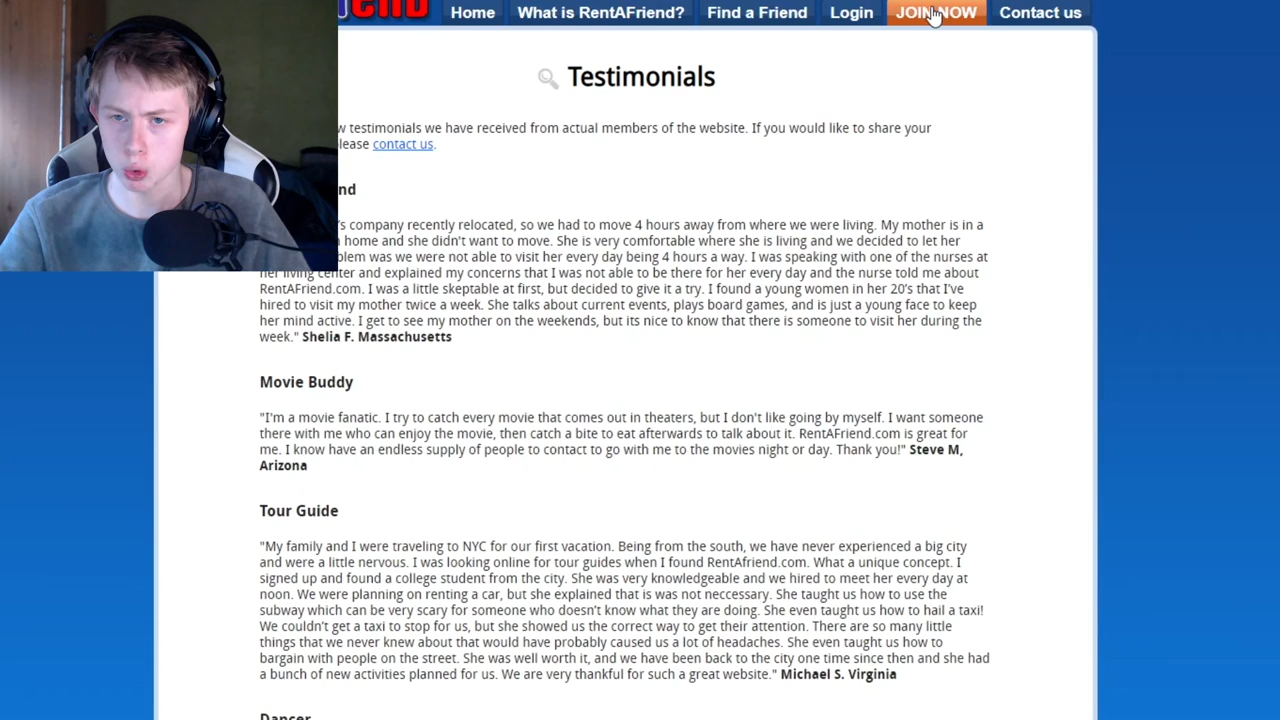 Home What is RentAFriend? Find a Friend Login JOIN NOW Contact us
Testimonials
testimonials we have received from actual members of the website. If you would like to share your
please contact us.
company recently relocated, so we had to move 4 hours away from where we were living. My mother is in a
home and she didn't want to move. She is very comfortable where she is living and we decided to let her
was we were not able to visit her every day being 4 hours a way. I was speaking with one of the nurses at
her living center and explained my concerns that I was not able to be there for her every day and the nurse told me about
RentAFriend.com. I was a little skeptable at first, but decided to give it a try. I found a young women in her 20's that I've
hired to visit my mother twice a week. She talks about current events, plays board games, and is just a young face to keep
her mind active. I get to see my mother on the weekends, but its nice to know that there is someone to visit her during the
week." Shelia F. Massachusetts
Movie Buddy
"I'm a movie fanatic. I try to catch every movie that comes out in theaters, but I don't like going by myself. I want someone
there with me who can enjoy the movie, then catch a bite to eat afterwards to talk about it. RentAFriend.com is great for
me. I know have an endless supply of people to contact to go with me to the movies night or day. Thank you!" Steve M,
Arizona
Tour Guide
"My family and I were traveling to NYC for our first vacation. Being from the south, we have never experienced a big city
and were a little nervous. I was looking online for tour guides when I found RentAfriend.com. What a unique concept. I
signed up and found a college student from the city. She was very knowledgeable and we hired to meet her every day at
noon. We were planning on renting a car, but she explained that is was not neccessary. She taught us how to use the
subway which can be very scary for someone who doesn't know what they are doing. She even taught us how to hail a taxi!
We couldn't get a taxi to stop for us, but she showed us the correct way to get their attention. There are so many little
things that we never knew about that would have probably caused us a lot of headaches. She even taught us how to
bargain with people on the street. She was well worth it, and we have been back to the city one time since then and she had
a bunch of new activities planned for us. We are very thankful for such a great website." Michael S. Virginia
Dancer